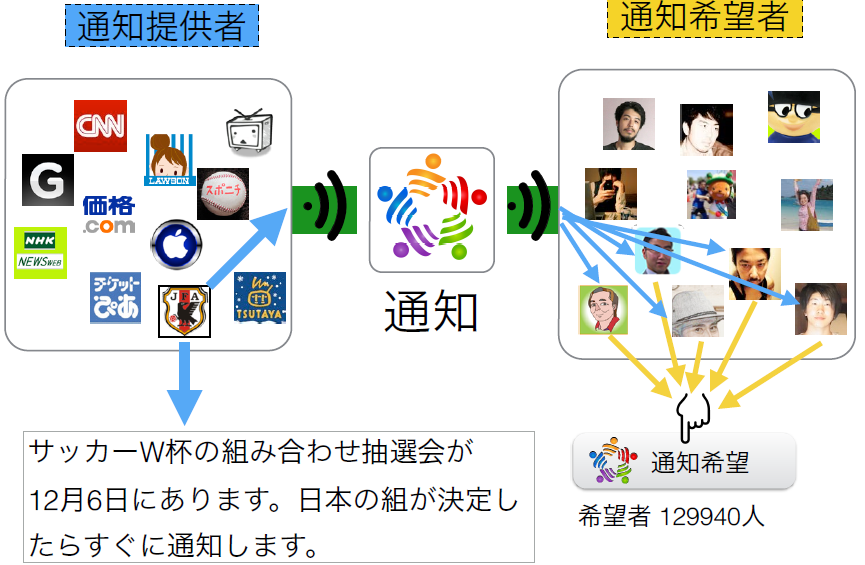 通知提供者
通知希望者
CNN
LAWSON
G
スポニチ
価格
.com
NHK
NEWSWEB
チケット
ぴあ
JFA
TSUTAYA
通知
サッカーW杯の組み合わせ抽選会が
12月6日にあります。日本の組が決定し
たらすぐに通知します。
通知希望
希望者 129940人